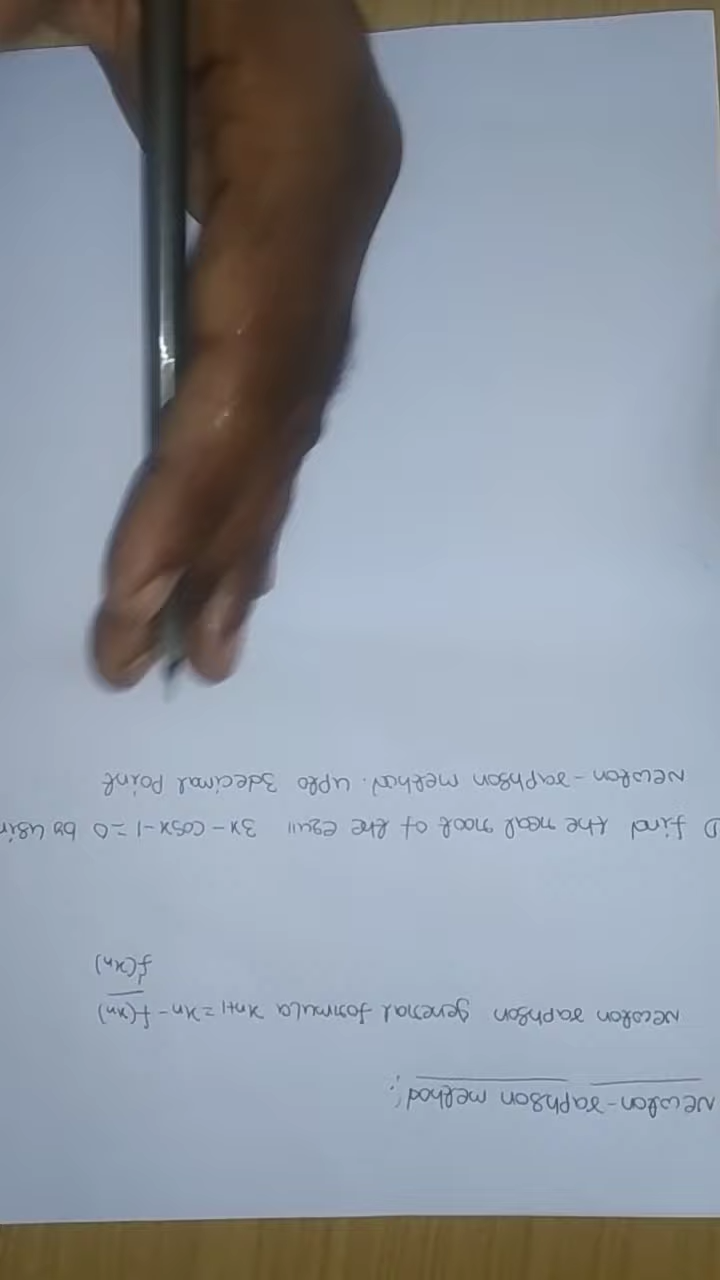 Newton-raphson method:
newton raphson general formula xn+1 = xn - f(xn)
f'(xn)
① find the real root of the equⁿ 3x - cosx - 1 = 0 by usin
newton-raphson method. upto 3decimal Point